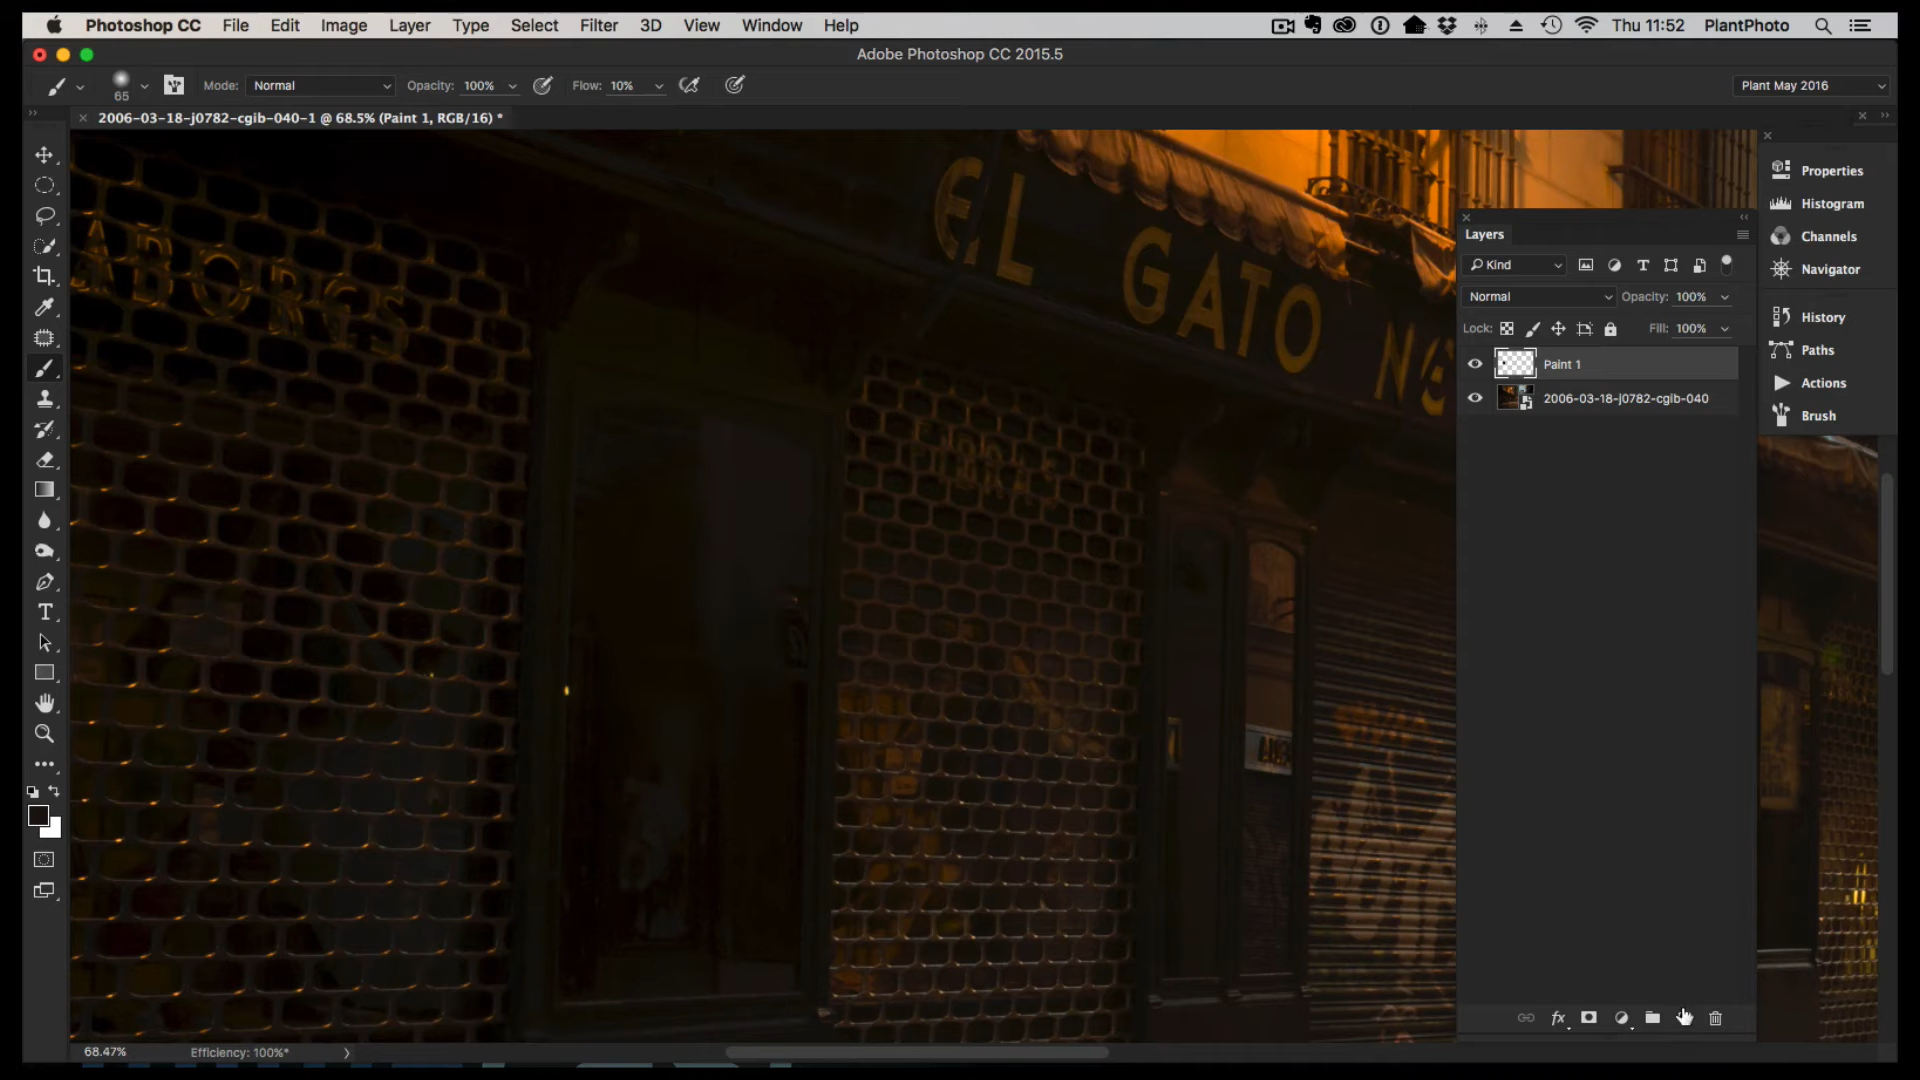 Photoshop CC File Edit Image Layer Type Select Filter 3D View Window Help Thu 11:52 PlantPhoto
Adobe Photoshop CC 2015.5
65 Mode: Normal Opacity: 100% Flow: 10% Plant May 2016
2006-03-18-j0782-cgib-040-1 @ 68.5% (Paint 1, RGB/16) *
EL GATO NE
ABORGS
Layers
Kind
Normal Opacity: 100%
Lock: Fill: 100%
Paint 1
2006-03-18-j0782-cgib-040
Properties
Histogram
Channels
Navigator
History
Paths
Actions
Brush
68.47% Efficiency: 100%*